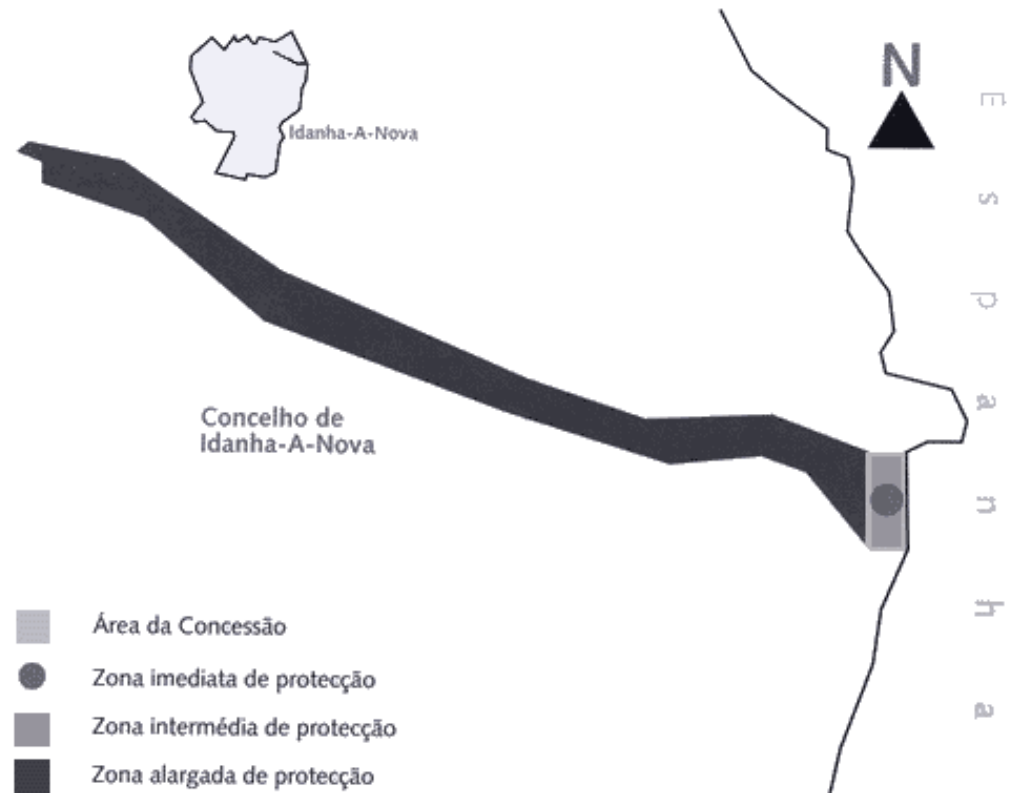 N
Idanha-A-Nova
Espanha
Concelho de
Idanha-A-Nova
Área da Concessão
Zona imediata de protecção
Zona intermédia de protecção
Zona alargada de protecção